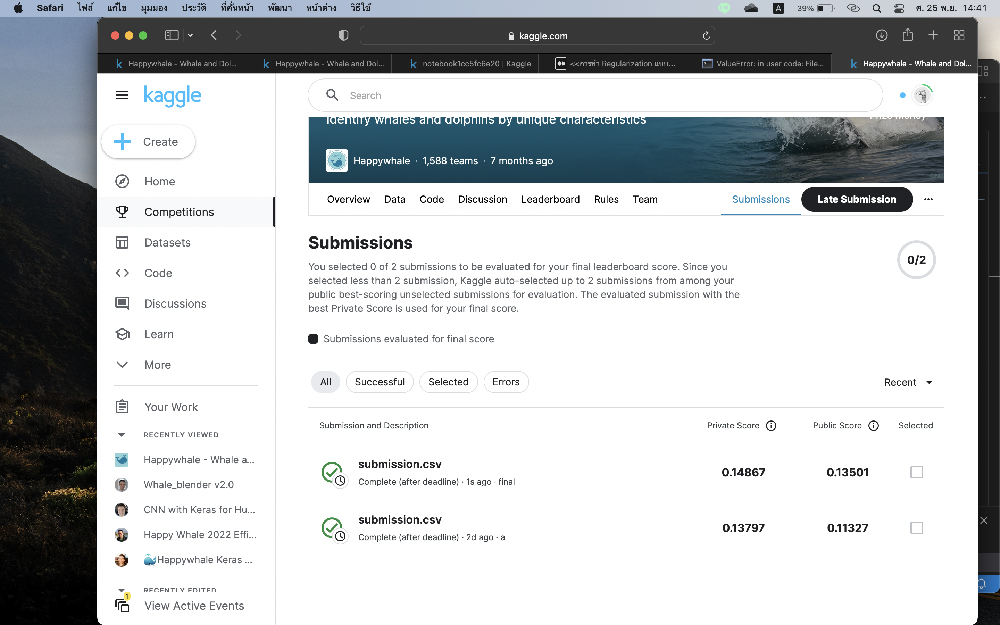 Safari ไฟล์ แก้ไข มุมมอง ประวัติ ที่คั่นหน้า พัฒนา หน้าต่าง วิธีใช้ LINE A 39% ศ. 25 พ.ย. 14:41
kaggle.com
Happywhale - Whale and Dol... Happywhale - Whale and Dol... notebook1cc5fc6e20 | Kaggle <<การทำ Regularization แบบ... ValueError: in user code: File... Happywhale - Whale and Dol...
kaggle
Search
Create
Home
Competitions
Datasets
Code
Discussions
Learn
More
Your Work
RECENTLY VIEWED
Happywhale - Whale a...
Whale_blender v2.0
CNN with Keras for Hu...
Happy Whale 2022 Effi...
🐳Happywhale Keras ...
RECENTLY EDITED
1
View Active Events
Identify whales and dolphins by unique characteristics
Prize Money
Happywhale · 1,588 teams · 7 months ago
Overview Data Code Discussion Leaderboard Rules Team Submissions Late Submission ...
Submissions
0/2
You selected 0 of 2 submissions to be evaluated for your final leaderboard score. Since you
selected less than 2 submission, Kaggle auto-selected up to 2 submissions from among your
public best-scoring unselected submissions for evaluation. The evaluated submission with the
best Private Score is used for your final score.
Submissions evaluated for final score
All Successful Selected Errors Recent
Submission and Description Private Score Public Score Selected
submission.csv
Complete (after deadline) · 1s ago · final
0.14867 0.13501
submission.csv
Complete (after deadline) · 2d ago · a
0.13797 0.11327